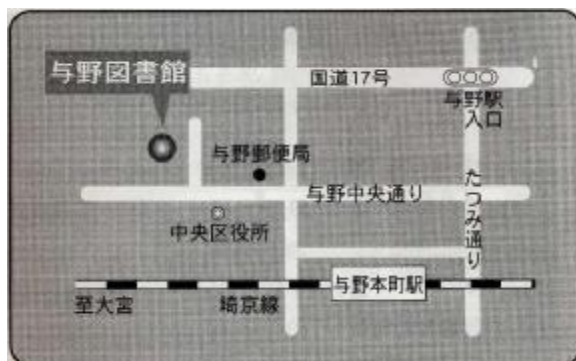 与野図書館
国道17号
与野駅
入口
与野郵便局
与野中央通り
たつみ通り
中央区役所
与野本町駅
至大宮
埼京線